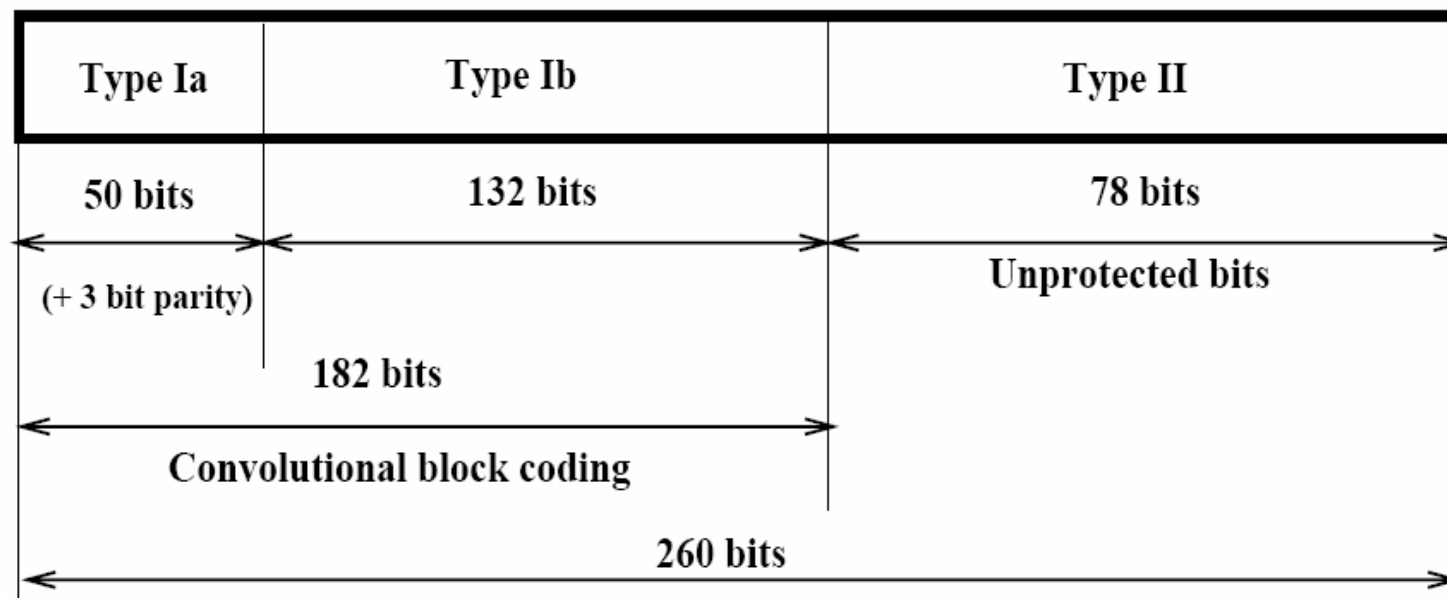 Type Ia Type Ib Type II
50 bits 132 bits 78 bits
(+ 3 bit parity) Unprotected bits
182 bits
Convolutional block coding
260 bits